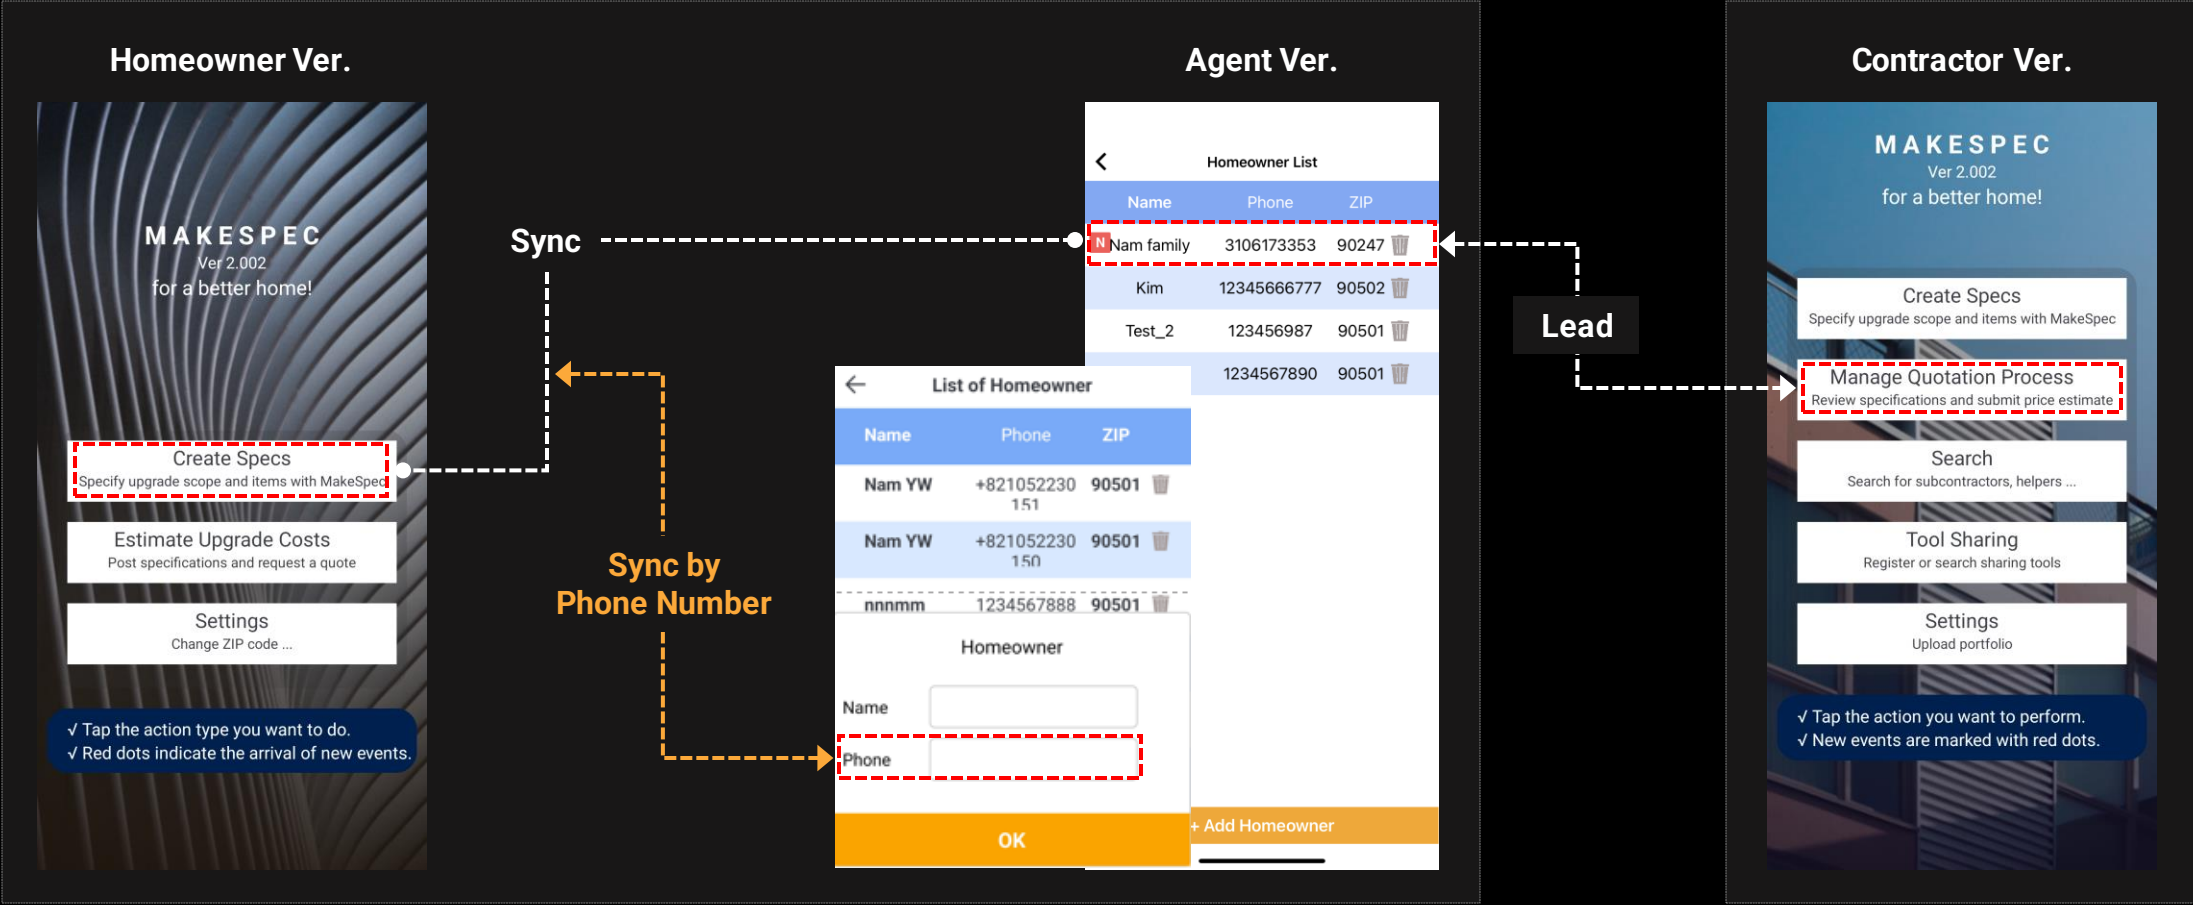 Homeowner Ver.
MAKESPEC
Ver 2.002
for a better home!
Create Specs
Specify upgrade scope and items with MakeSpec
Estimate Upgrade Costs
Post specifications and request a quote
Settings
Change ZIP code ...
√ Tap the action type you want to do.
√ Red dots indicate the arrival of new events.
Sync
Sync by
Phone Number
Agent Ver.
Homeowner List
Name Phone ZIP
N Nam family 3106173353 90247
Kim 12345666777 90502
Test_2 123456987 90501
1234567890 90501
+ Add Homeowner
List of Homeowner
Name Phone ZIP
Nam YW +821052230 90501
151
Nam YW +821052230 90501
150
nnnmm 1234567888 90501
Homeowner
Name
Phone
OK
Lead
Contractor Ver.
MAKESPEC
Ver 2.002
for a better home!
Create Specs
Specify upgrade scope and items with MakeSpec
Manage Quotation Process
Review specifications and submit price estimate
Search
Search for subcontractors, helpers ...
Tool Sharing
Register or search sharing tools
Settings
Upload portfolio
√ Tap the action you want to perform.
√ New events are marked with red dots.